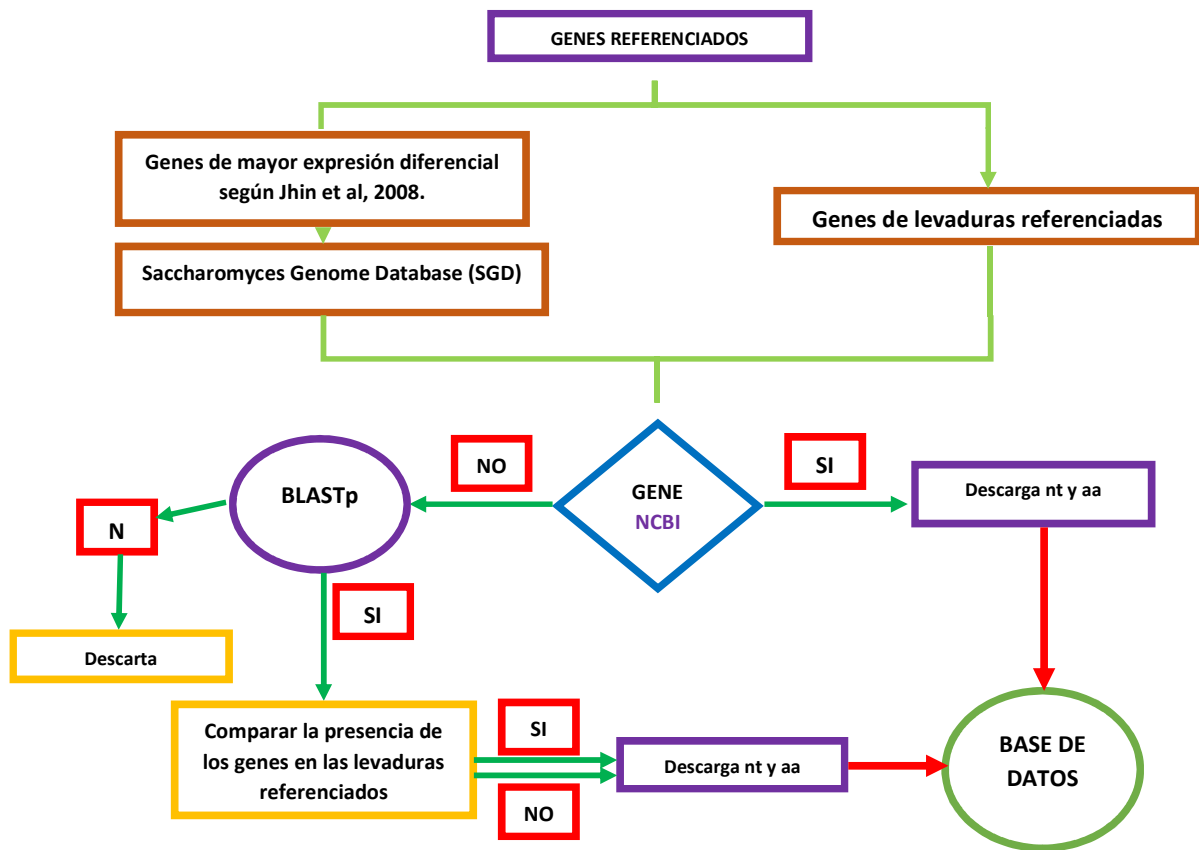 GENES REFERENCIADOS
Genes de mayor expresión diferencial
según Jhin et al, 2008.
Genes de levaduras referenciadas
Saccharomyces Genome Database (SGD)
NO
SI
BLASTp
GENE
NCBI
Descarga nt y aa
N
SI
Descarta
Comparar la presencia de
los genes en las levaduras
referenciados
SI
NO
Descarga nt y aa
BASE DE
DATOS